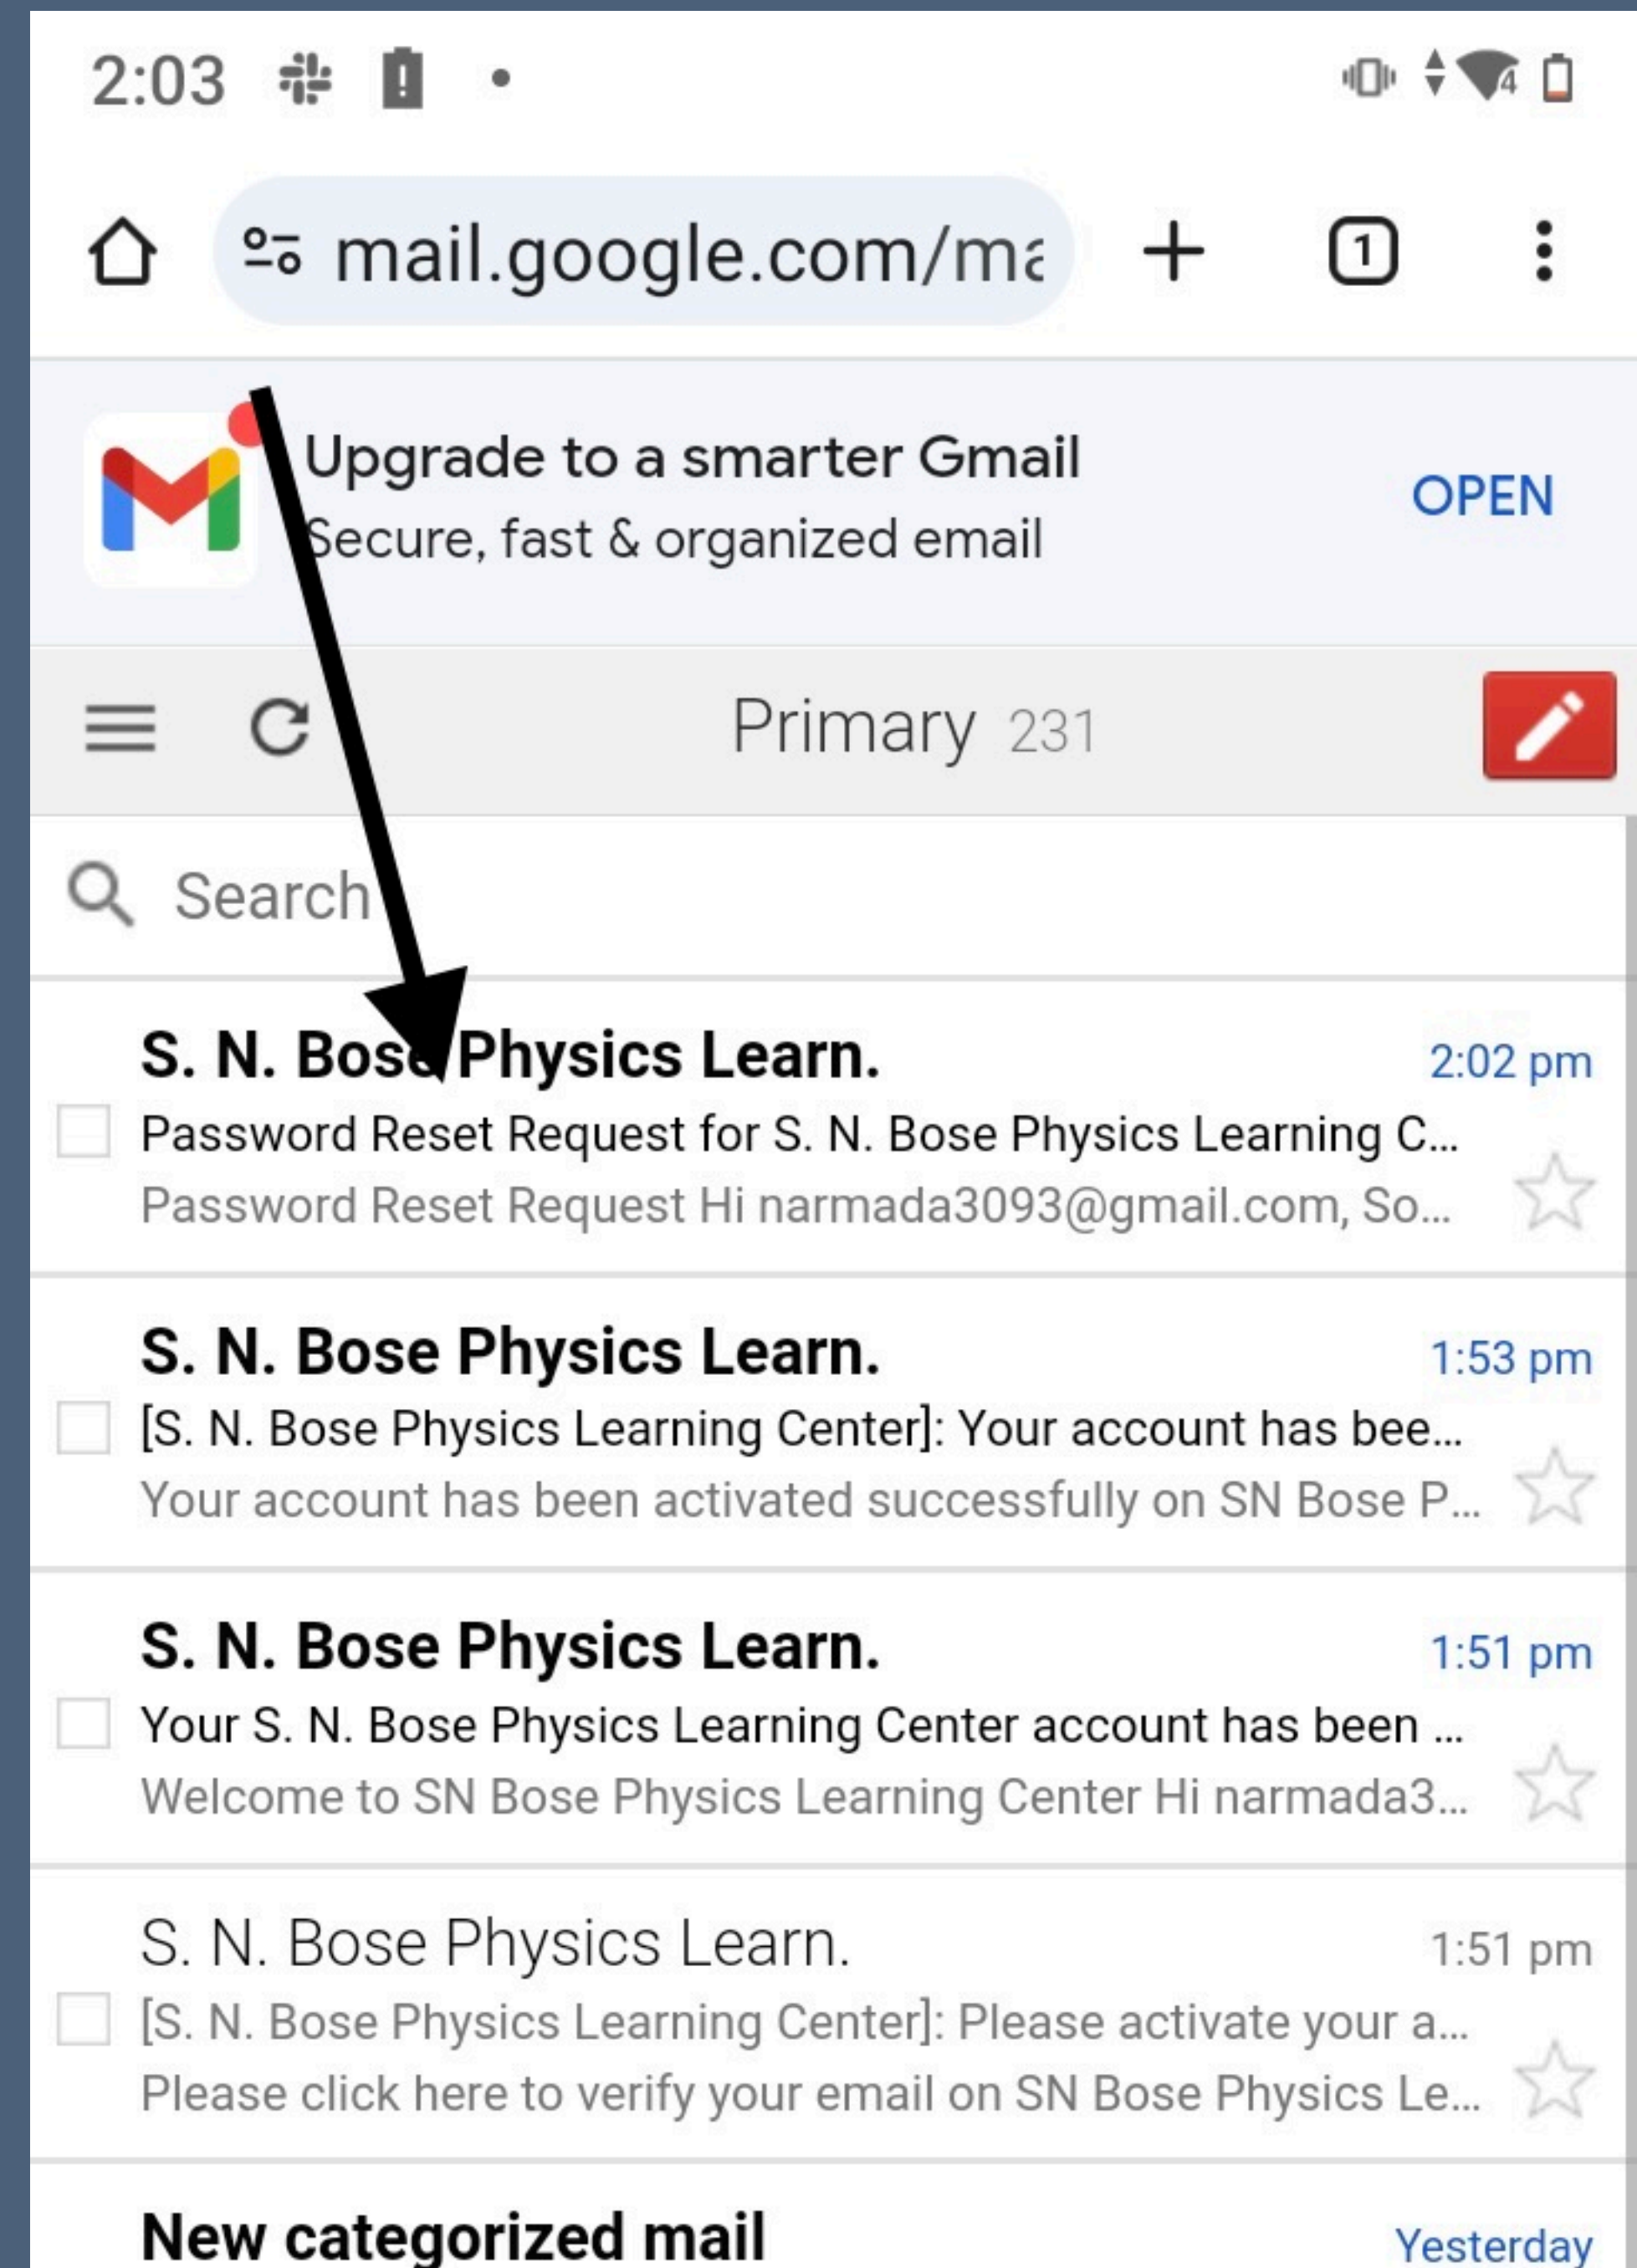 2:03
4
mail.google.com/ma
1
Upgrade to a smarter Gmail
Secure, fast & organized email
OPEN
Primary 231
Search
S. N. Bose Physics Learn.
2:02 pm
Password Reset Request for S. N. Bose Physics Learning C...
Password Reset Request Hi narmada3093@gmail.com, So...
S. N. Bose Physics Learn.
1:53 pm
[S. N. Bose Physics Learning Center]: Your account has bee...
Your account has been activated successfully on SN Bose P...
S. N. Bose Physics Learn.
1:51 pm
Your S. N. Bose Physics Learning Center account has been ...
Welcome to SN Bose Physics Learning Center Hi narmada3...
S. N. Bose Physics Learn.
1:51 pm
[S. N. Bose Physics Learning Center]: Please activate your a...
Please click here to verify your email on SN Bose Physics Le...
New categorized mail
Yesterday